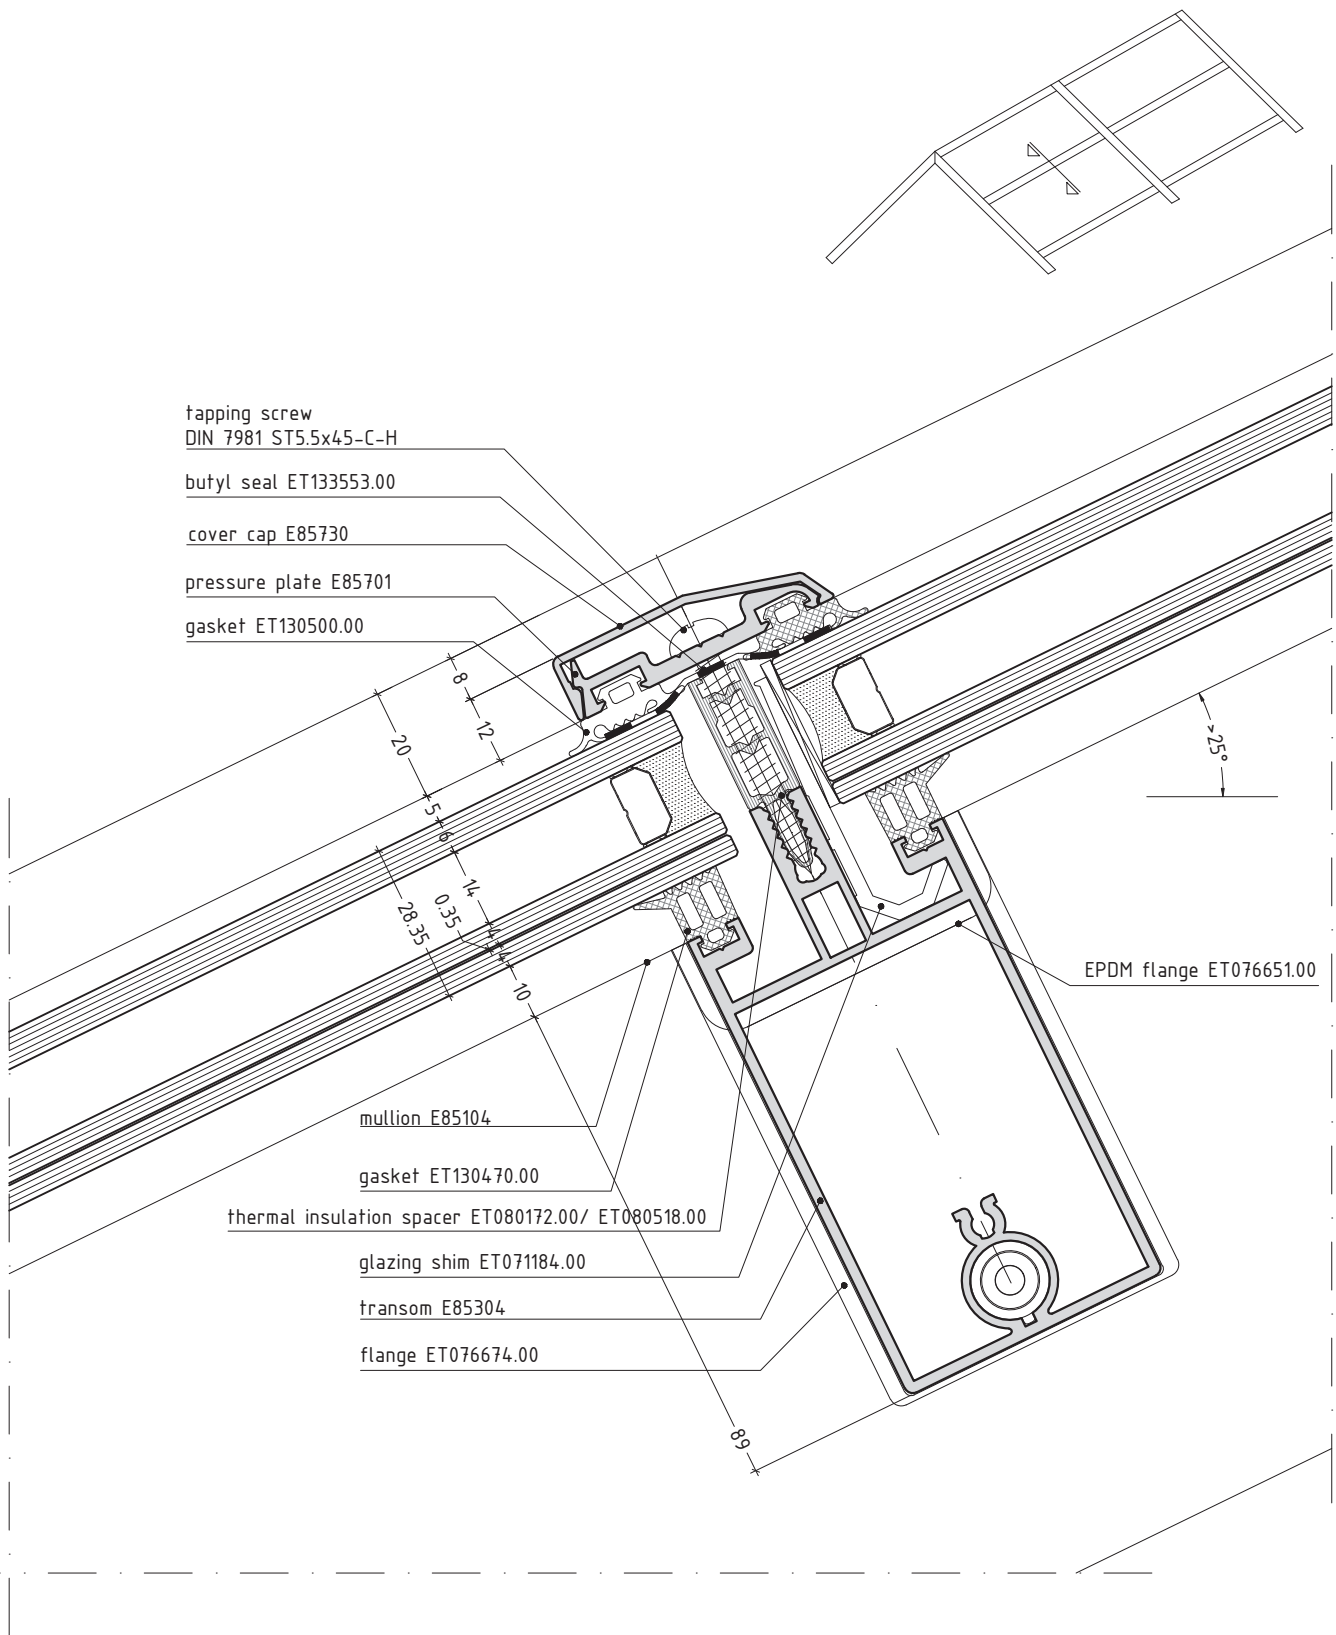 tapping screw
DIN 7981 ST5.5x45-C-H
butyl seal ET133553.00
cover cap E85730
pressure plate E85701
gasket ET130500.00
8
12
20
5
6
14
0.35
4
4
28.35
10
>25°
EPDM flange ET076651.00
mullion E85104
gasket ET130470.00
thermal insulation spacer ET080172.00/ ET080518.00
glazing shim ET071184.00
transom E85304
flange ET076674.00
89